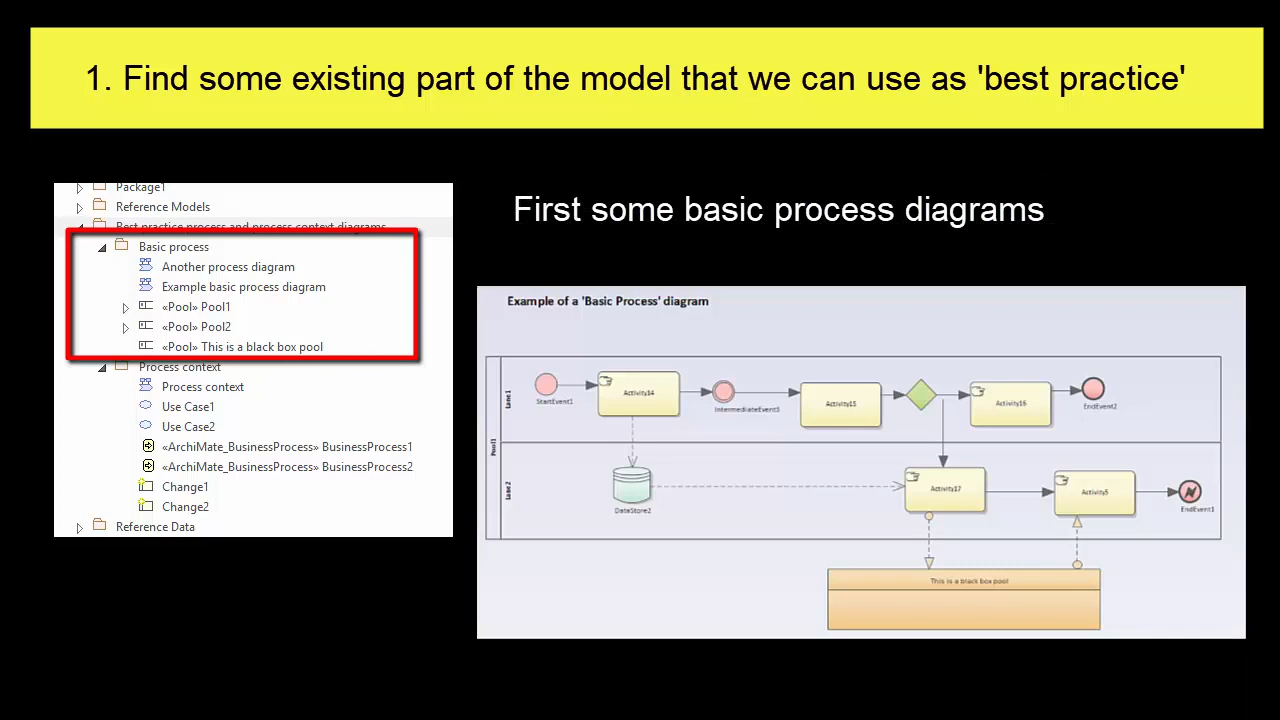 1. Find some existing part of the model that we can use as 'best practice'
Package1
Reference Models
Best practice process and process context diagrams
Basic process
Another process diagram
Example basic process diagram
«Pool» Pool1
«Pool» Pool2
«Pool» This is a black box pool
Process context
Process context
Use Case1
Use Case2
«ArchiMate_BusinessProcess» BusinessProcess1
«ArchiMate_BusinessProcess» BusinessProcess2
Change1
Change2
Reference Data
First some basic process diagrams
Example of a 'Basic Process' diagram
Pool1
Lane1
StartEvent1
Activity14
IntermediateEvent3
Activity15
Activity16
EndEvent2
Lane2
DataStore2
Activity17
Activity5
EndEvent1
This is a black box pool